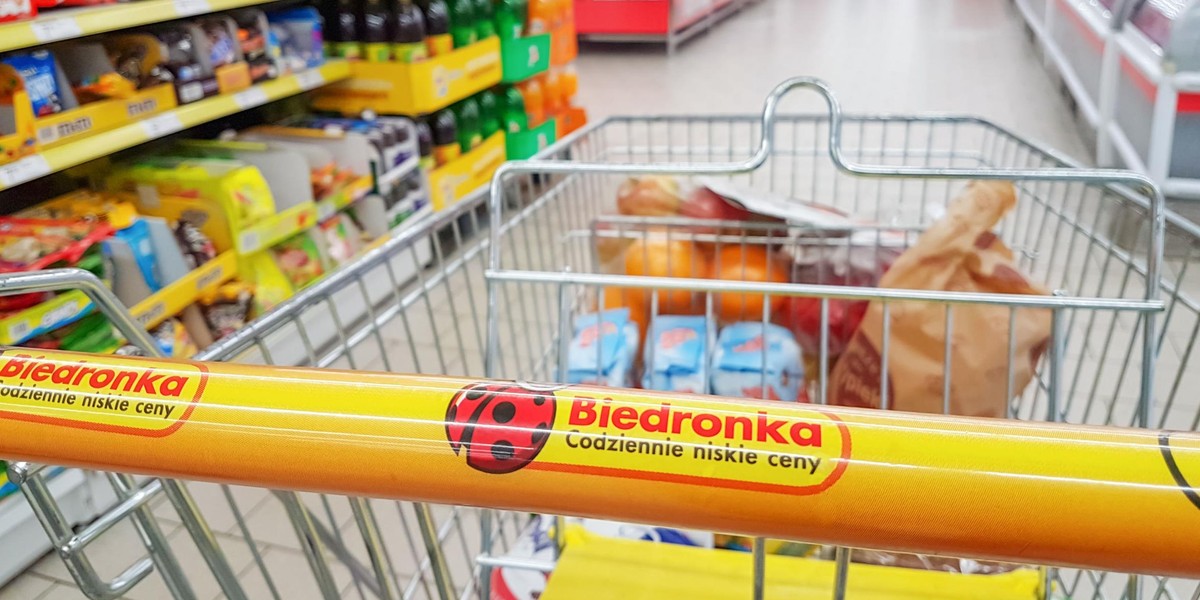 m&m's
Biedronka
Codziennie niskie ceny
Biedronka
Codziennie niskie ceny